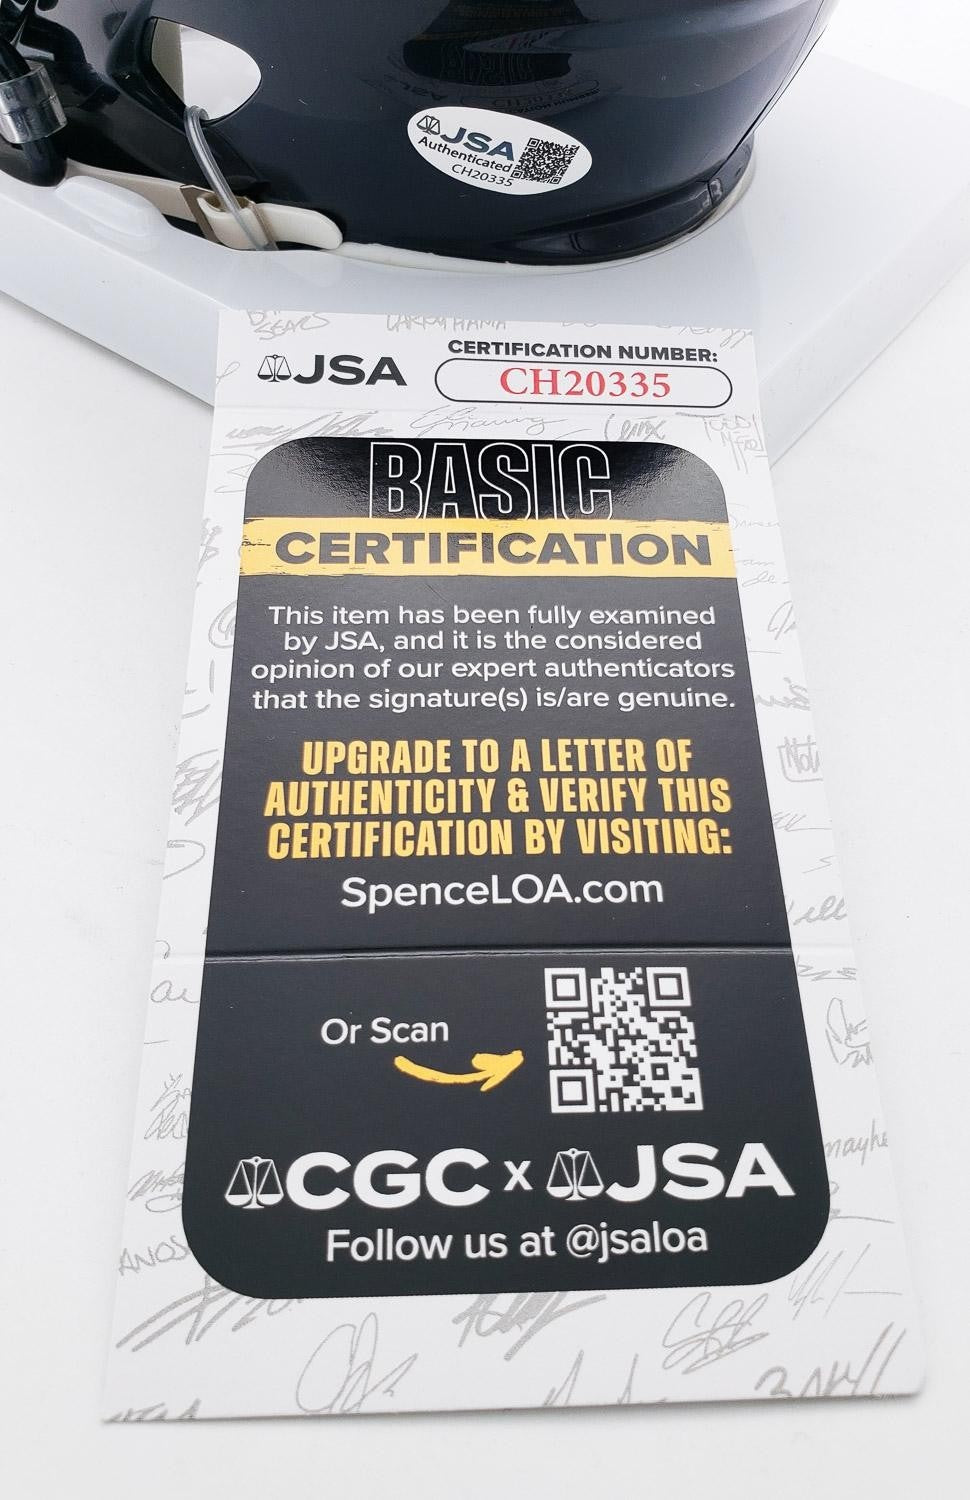 JSA
Authenticated
CH20335
JSA
CERTIFICATION NUMBER:
CH20335
BASIC
CERTIFICATION
This item has been fully examined
by JSA, and it is the considered
opinion of our expert authenticators
that the signature(s) is/are genuine.
UPGRADE TO A LETTER OF
AUTHENTICITY & VERIFY THIS
CERTIFICATION BY VISITING:
SpenceLOA.com
Or Scan
CGC x JSA
Follow us at @jsaloa